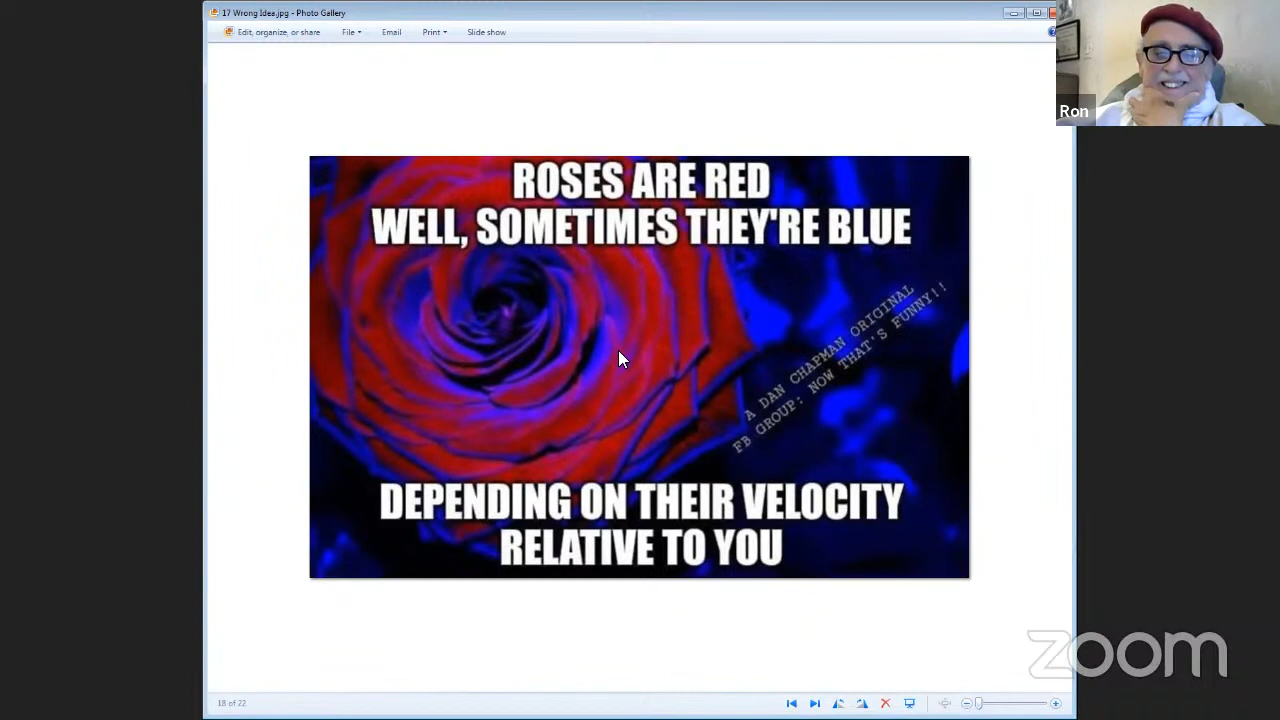 17 Wrong Idea.jpg - Photo Gallery
Edit, organize, or share File Email Print Slide show
Ron
ROSES ARE RED
WELL, SOMETIMES THEY'RE BLUE
A DAN CHAPMAN ORIGINAL
FB GROUP: NOW THAT'S FUNNY!!
DEPENDING ON THEIR VELOCITY
RELATIVE TO YOU
zoom
18 of 22